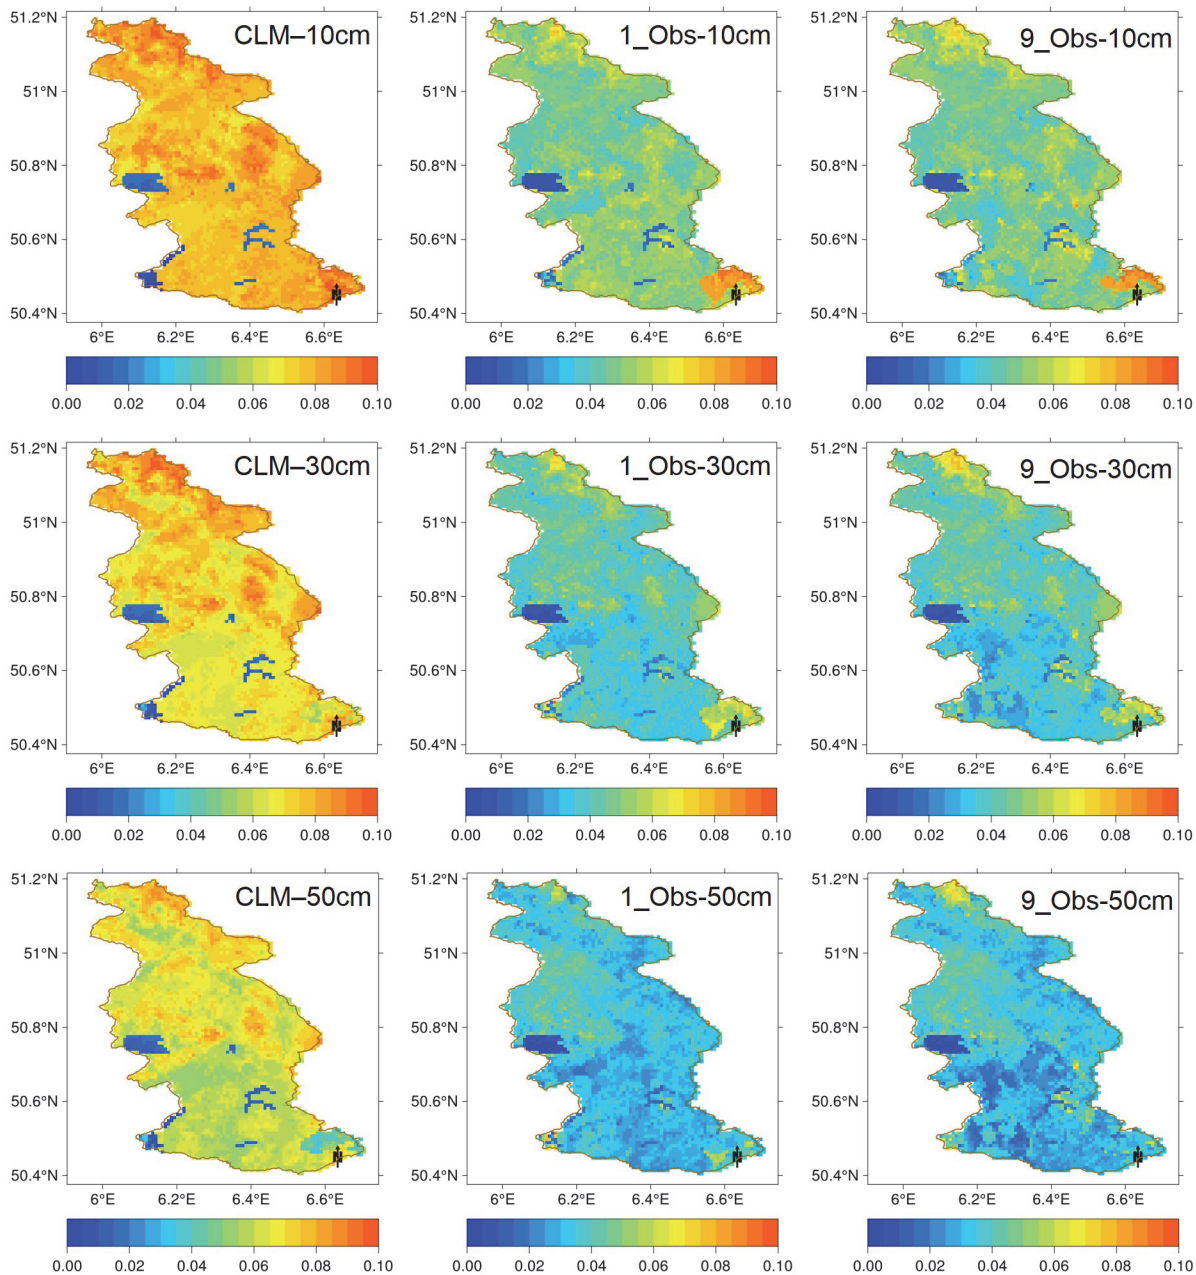 CLM–10cm 1_Obs-10cm 9_Obs-10cm
51.2°N 51.2°N 51.2°N
51°N 51°N 51°N
50.8°N 50.8°N 50.8°N
50.6°N 50.6°N 50.6°N
50.4°N 50.4°N 50.4°N
N N N
6°E 6.2°E 6.4°E 6.6°E 6°E 6.2°E 6.4°E 6.6°E 6°E 6.2°E 6.4°E 6.6°E
0.00 0.02 0.04 0.06 0.08 0.10 0.00 0.02 0.04 0.06 0.08 0.10 0.00 0.02 0.04 0.06 0.08 0.10
CLM–30cm 1_Obs-30cm 9_Obs-30cm
51.2°N 51.2°N 51.2°N
51°N 51°N 51°N
50.8°N 50.8°N 50.8°N
50.6°N 50.6°N 50.6°N
50.4°N 50.4°N 50.4°N
N N N
6°E 6.2°E 6.4°E 6.6°E 6°E 6.2°E 6.4°E 6.6°E 6°E 6.2°E 6.4°E 6.6°E
0.00 0.02 0.04 0.06 0.08 0.10 0.00 0.02 0.04 0.06 0.08 0.10 0.00 0.02 0.04 0.06 0.08 0.10
CLM–50cm 1_Obs-50cm 9_Obs-50cm
51.2°N 51.2°N 51.2°N
51°N 51°N 51°N
50.8°N 50.8°N 50.8°N
50.6°N 50.6°N 50.6°N
50.4°N 50.4°N 50.4°N
N N N
6°E 6.2°E 6.4°E 6.6°E 6°E 6.2°E 6.4°E 6.6°E 6°E 6.2°E 6.4°E 6.6°E
0.00 0.02 0.04 0.06 0.08 0.10 0.00 0.02 0.04 0.06 0.08 0.10 0.00 0.02 0.04 0.06 0.08 0.10